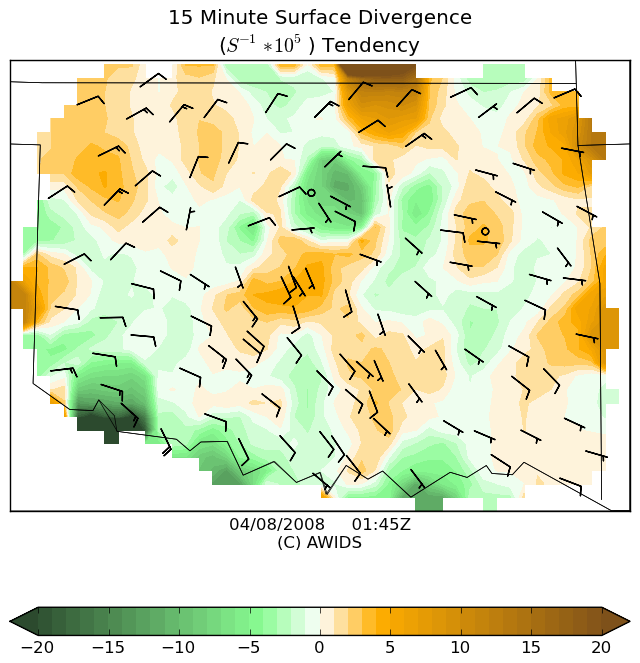 15 Minute Surface Divergence
(S⁻¹ * 10⁵ ) Tendency
04/08/2008 01:45Z
(C) AWIDS
−20 −15 −10 −5 0 5 10 15 20